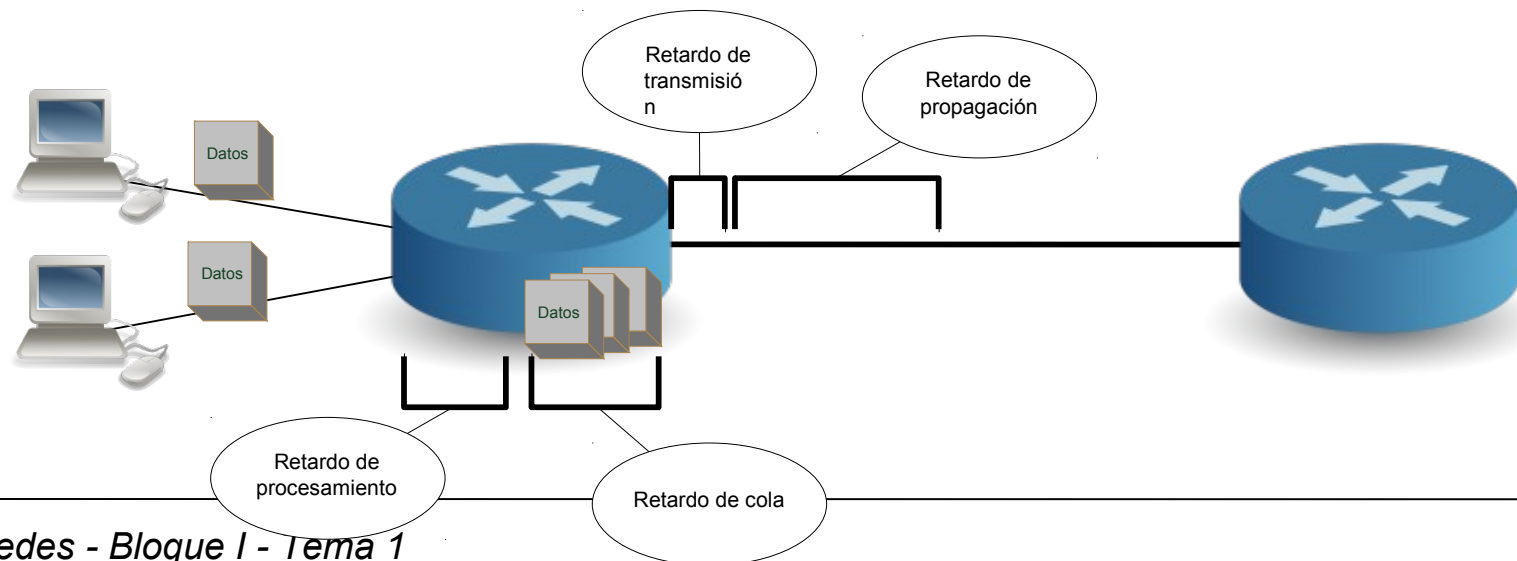 Retardo de
transmisió
n
Retardo de
propagación
Datos
Datos
Datos
Retardo de
procesamiento
Retardo de cola
edes - Bloque I - Tema 1